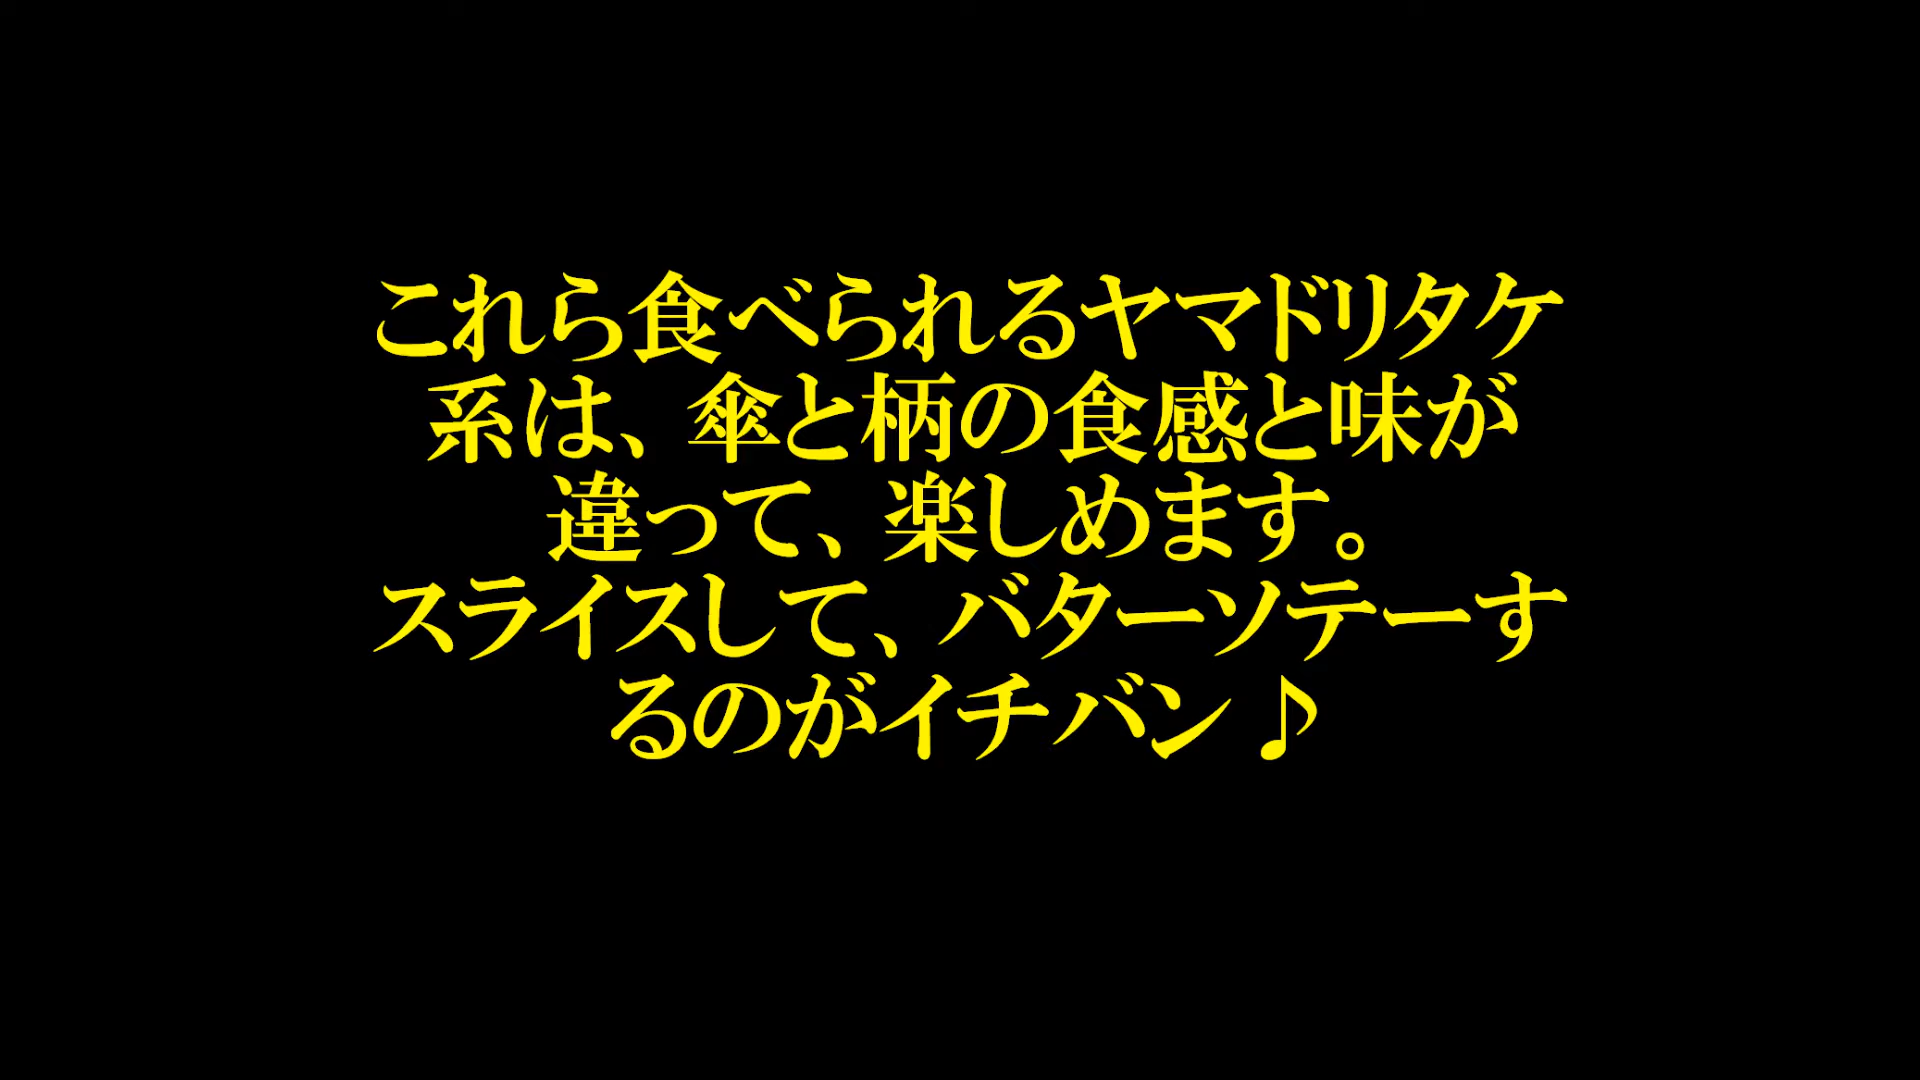 これら食べられるヤマドリタケ
系は、傘と柄の食感と味が
違って、楽しめます。
スライスして、バターソテーす
るのがイチバン♪